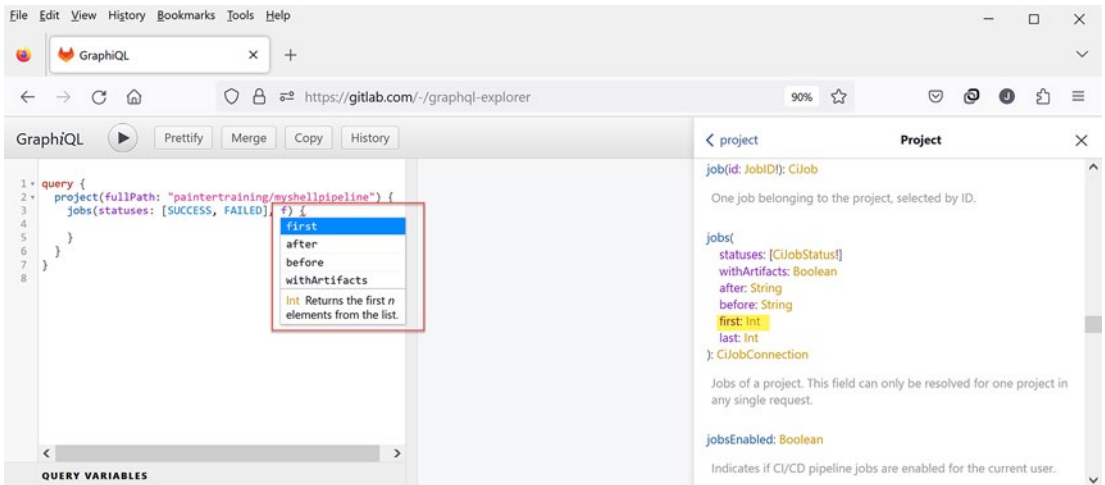 File Edit View History Bookmarks Tools Help
GraphiQL
https://gitlab.com/-/graphql-explorer
90%
J
GraphiQL Prettify Merge Copy History
1 query {
2 project(fullPath: "paintertraining/myshellpipeline") {
3 jobs(statuses: [SUCCESS, FAILED], f) {
4
5 }
6 }
7 }
8
first
after
before
withArtifacts
Int Returns the first n
elements from the list.
QUERY VARIABLES
project Project
job(id: JobID!): CiJob
One job belonging to the project, selected by ID.
jobs(
statuses: [CiJobStatus!]
withArtifacts: Boolean
after: String
before: String
first: Int
last: Int
): CiJobConnection
Jobs of a project. This field can only be resolved for one project in
any single request.
jobsEnabled: Boolean
Indicates if CI/CD pipeline jobs are enabled for the current user.